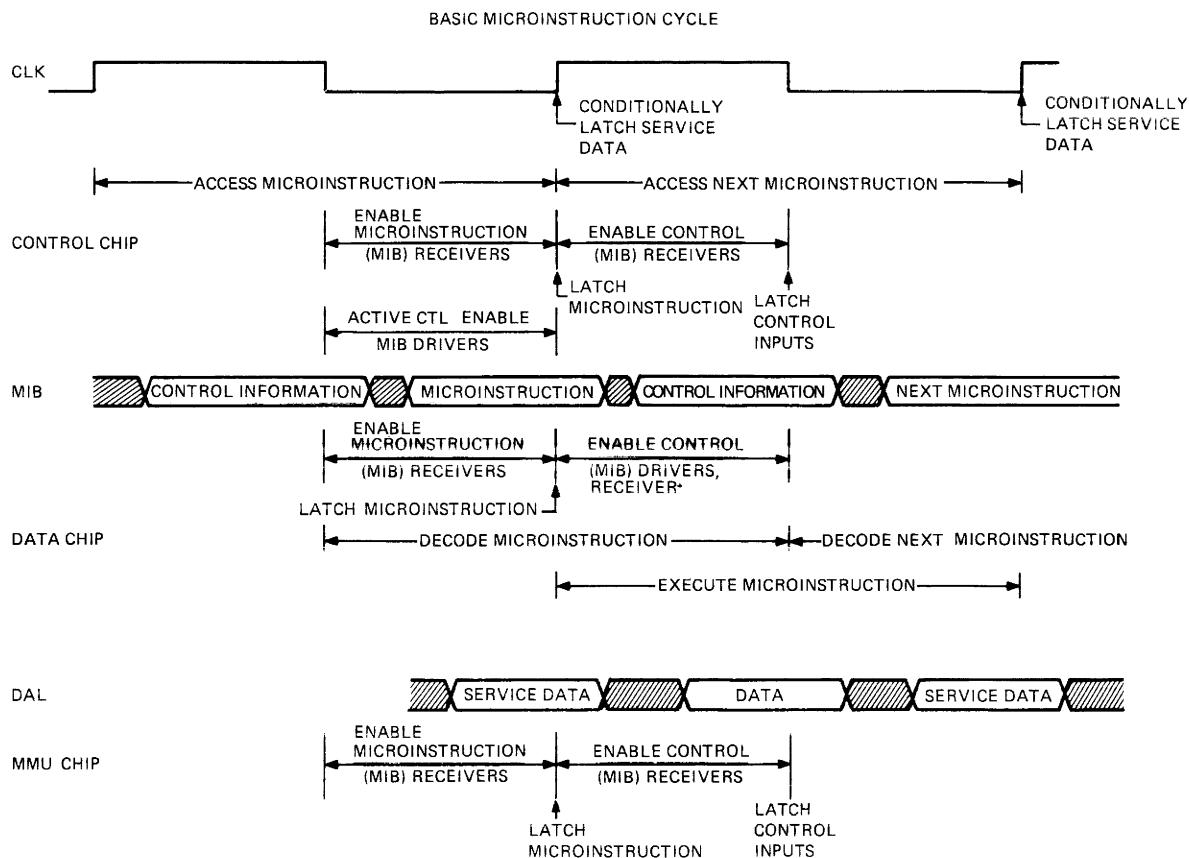 BASIC MICROINSTRUCTION CYCLE
CLK
CONDITIONALLY
LATCH SERVICE
DATA
CONDITIONALLY
LATCH SERVICE
DATA
ACCESS MICROINSTRUCTION
ACCESS NEXT MICROINSTRUCTION
CONTROL CHIP
ENABLE
MICROINSTRUCTION
(MIB) RECEIVERS
ENABLE CONTROL
(MIB) RECEIVERS
LATCH
MICROINSTRUCTION
LATCH
CONTROL
INPUTS
ACTIVE CTL ENABLE
MIB DRIVERS
MIB
CONTROL INFORMATION
MICROINSTRUCTION
CONTROL INFORMATION
NEXT MICROINSTRUCTION
ENABLE
MICROINSTRUCTION
(MIB) RECEIVERS
ENABLE CONTROL
(MIB) DRIVERS,
RECEIVER
LATCH MICROINSTRUCTION
DATA CHIP
DECODE MICROINSTRUCTION
DECODE NEXT MICROINSTRUCTION
EXECUTE MICROINSTRUCTION
DAL
SERVICE DATA
DATA
SERVICE DATA
MMU CHIP
ENABLE
MICROINSTRUCTION
(MIB) RECEIVERS
ENABLE CONTROL
(MIB) RECEIVERS
LATCH
MICROINSTRUCTION
LATCH
CONTROL
INPUTS